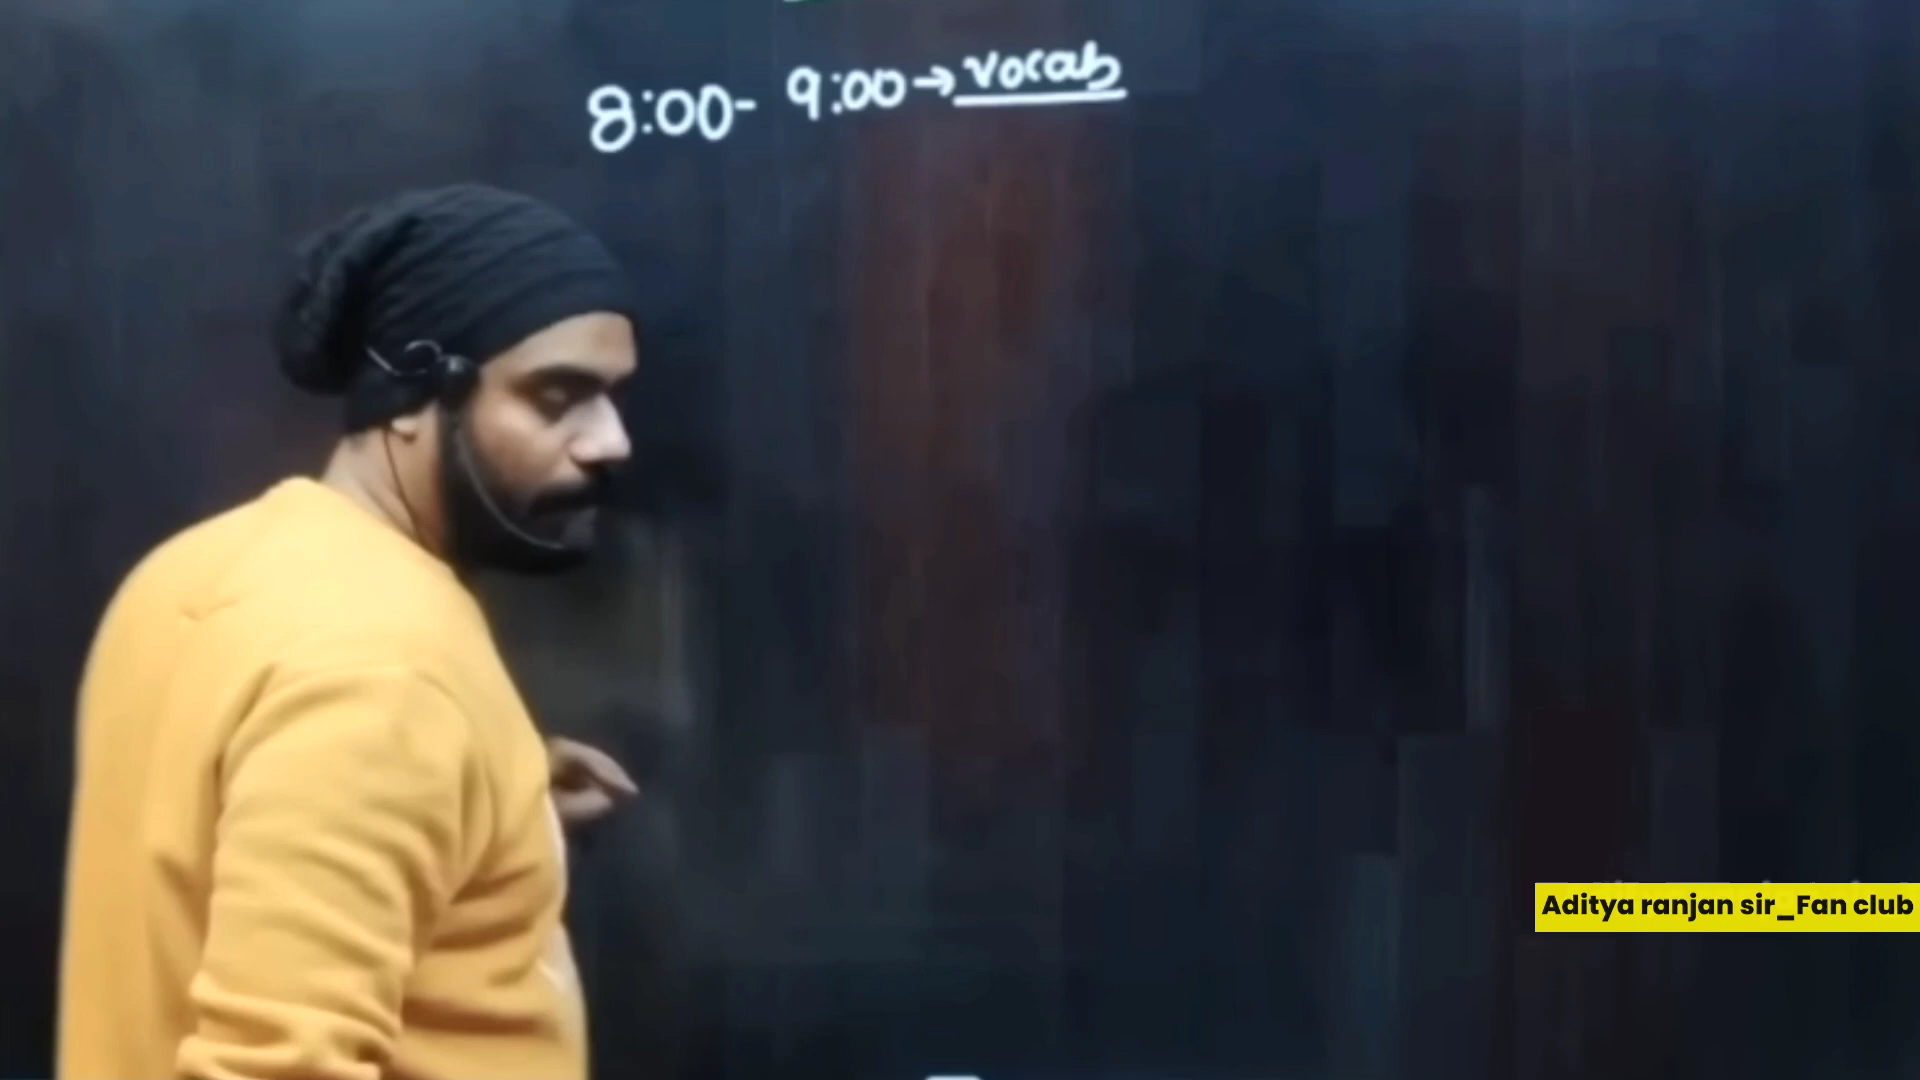 8:00- 9:00→vocab
Aditya ranjan sir_Fan club